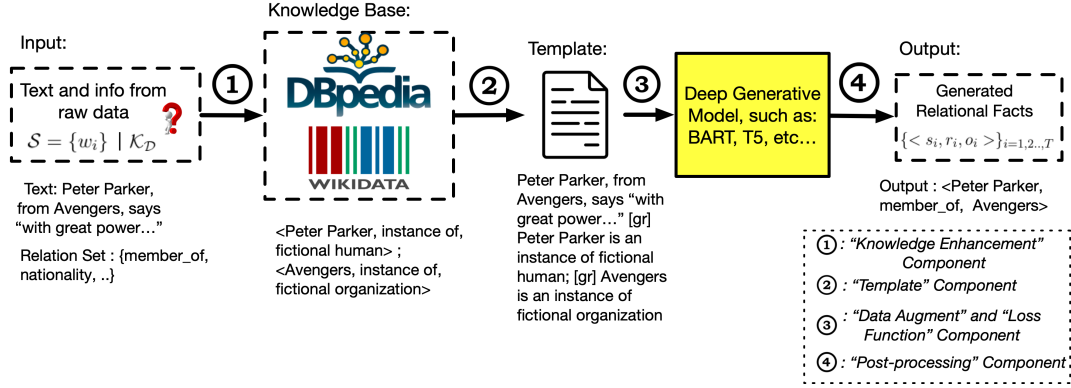 Input:
Text and info from
raw data
?
S = {w_i} | K_D
Text: Peter Parker,
from Avengers, says
“with great power…”
Relation Set : {member_of,
nationality, ..}
1
Knowledge Base:
DBpedia
WIKIDATA
<Peter Parker, instance of,
fictional human> ;
<Avengers, instance of,
fictional organization>
2
Template:
Peter Parker, from
Avengers, says “with
great power…” [gr]
Peter Parker is an
instance of fictional
human; [gr] Avengers
is an instance of
fictional organization
3
Deep Generative
Model, such as:
BART, T5, etc…
4
Output:
Generated
Relational Facts
{< s_i, r_i, o_i >}_{i=1,2..,T}
Output : <Peter Parker,
member_of, Avengers>
1 : “Knowledge Enhancement”
Component
2 : “Template” Component
3 : “Data Augment” and “Loss
Function” Component
4 : “Post-processing” Component